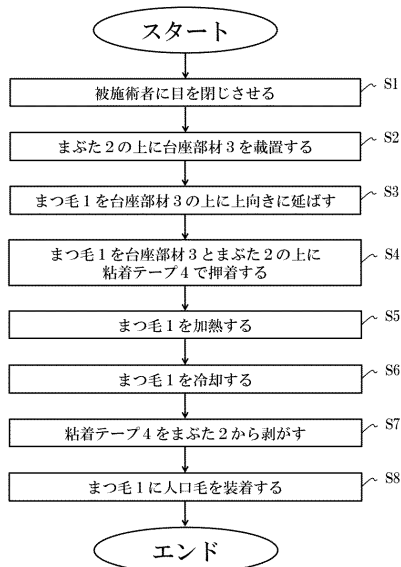 スタート
被施術者に目を閉じさせる
S1
まぶた2の上に台座部材3を載置する
S2
まつ毛1を台座部材3の上に上向きに延ばす
S3
まつ毛1を台座部材3とまぶた2の上に
粘着テープ4で押着する
S4
まつ毛1を加熱する
S5
まつ毛1を冷却する
S6
粘着テープ4をまぶた2から剥がす
S7
まつ毛1に人口毛を装着する
S8
エンド